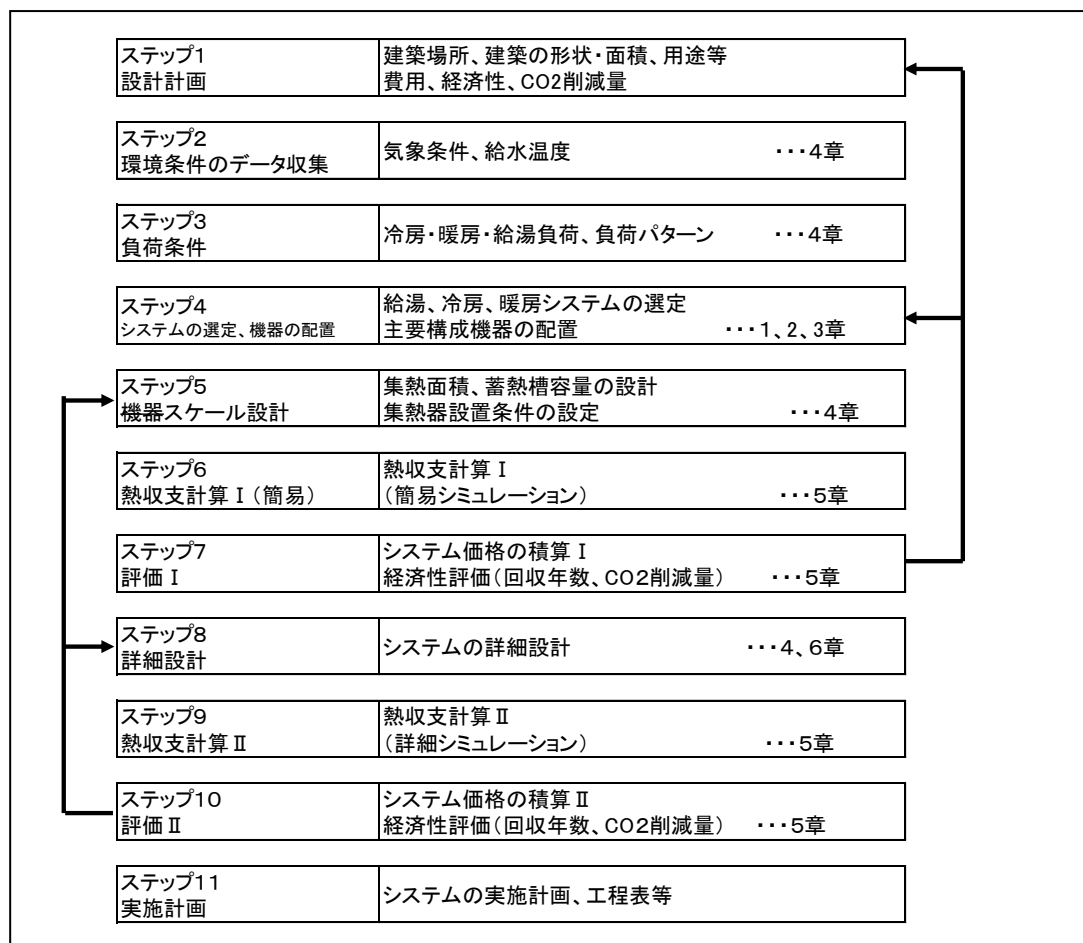 ステップ1
設計計画
建築場所、建築の形状・面積、用途等
費用、経済性、CO2削減量
ステップ2
環境条件のデータ収集
気象条件、給水温度 ・・・4章
ステップ3
負荷条件
冷房・暖房・給湯負荷、負荷パターン ・・・4章
ステップ4
システムの選定、機器の配置
給湯、冷房、暖房システムの選定
主要構成機器の配置 ・・・1、2、3章
ステップ5
機器スケール設計
集熱面積、蓄熱槽容量の設計
集熱器設置条件の設定 ・・・4章
ステップ6
熱収支計算Ⅰ(簡易)
熱収支計算Ⅰ
(簡易シミュレーション) ・・・5章
ステップ7
評価Ⅰ
システム価格の積算Ⅰ
経済性評価(回収年数、CO2削減量) ・・・5章
ステップ8
詳細設計
システムの詳細設計 ・・・4、6章
ステップ9
熱収支計算Ⅱ
熱収支計算Ⅱ
(詳細シミュレーション) ・・・5章
ステップ10
評価Ⅱ
システム価格の積算Ⅱ
経済性評価(回収年数、CO2削減量) ・・・5章
ステップ11
実施計画
システムの実施計画、工程表等